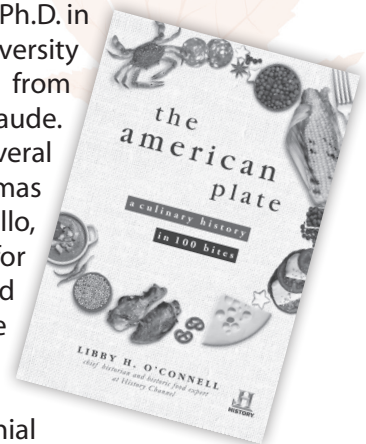 Ph.D. in
versity
from
aude.
veral
mas
llo,
for
d
e
nial
the
american
plate
a culinary history
in 100 bites
LIBBY H. O'CONNELL
chief historian and historic food expert
at History Channel
H
HISTORY